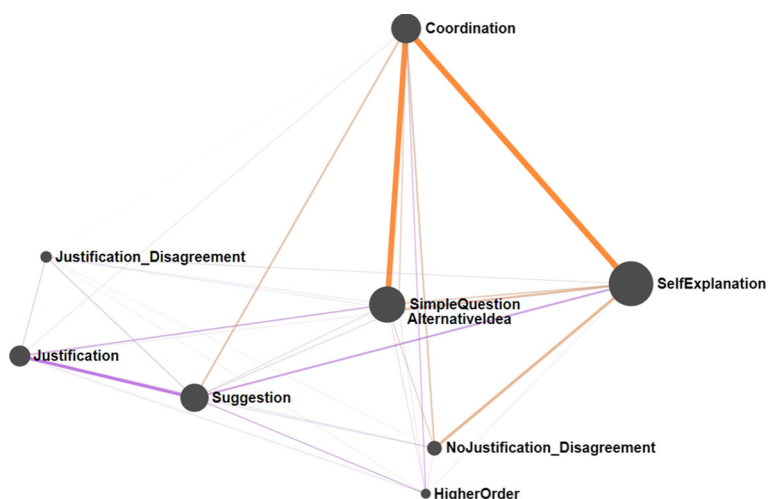 Coordination
Justification_Disagreement
SelfExplanation
SimpleQuestion
AlternativeIdea
Justification
Suggestion
NoJustification_Disagreement
HigherOrder